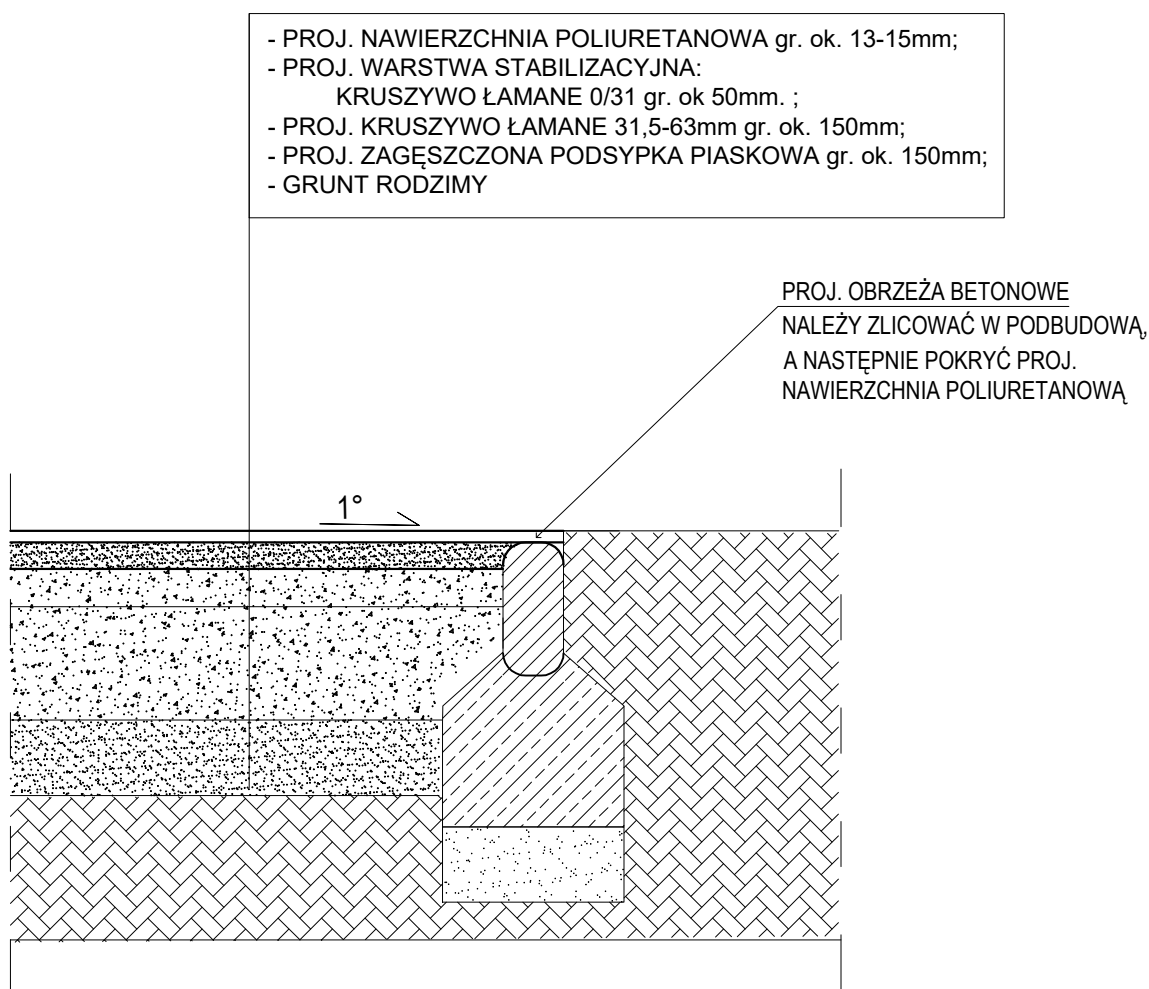 - PROJ. NAWIERZCHNIA POLIURETANOWA gr. ok. 13-15mm;
- PROJ. WARSTWA STABILIZACYJNA:
KRUSZYWO ŁAMANE 0/31 gr. ok 50mm. ;
- PROJ. KRUSZYWO ŁAMANE 31,5-63mm gr. ok. 150mm;
- PROJ. ZAGĘSZCZONA PODSYPKA PIASKOWA gr. ok. 150mm;
- GRUNT RODZIMY
PROJ. OBRZEŻA BETONOWE
NALEŻY ZLICOWAĆ W PODBUDOWĄ,
A NASTĘPNIE POKRYĆ PROJ.
NAWIERZCHNIA POLIURETANOWĄ
1°